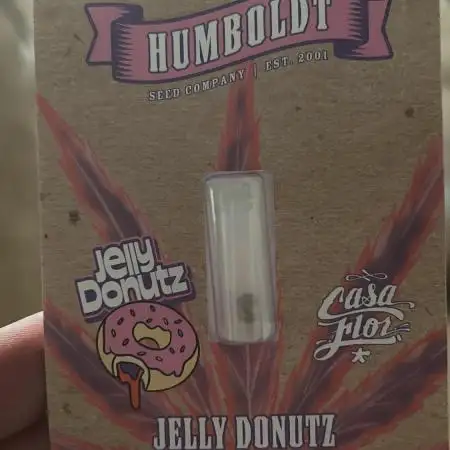 HUMBOLDT
SEED COMPANY | EST. 2001
Jelly
Donutz
Casa
Flor
JELLY DONUTZ